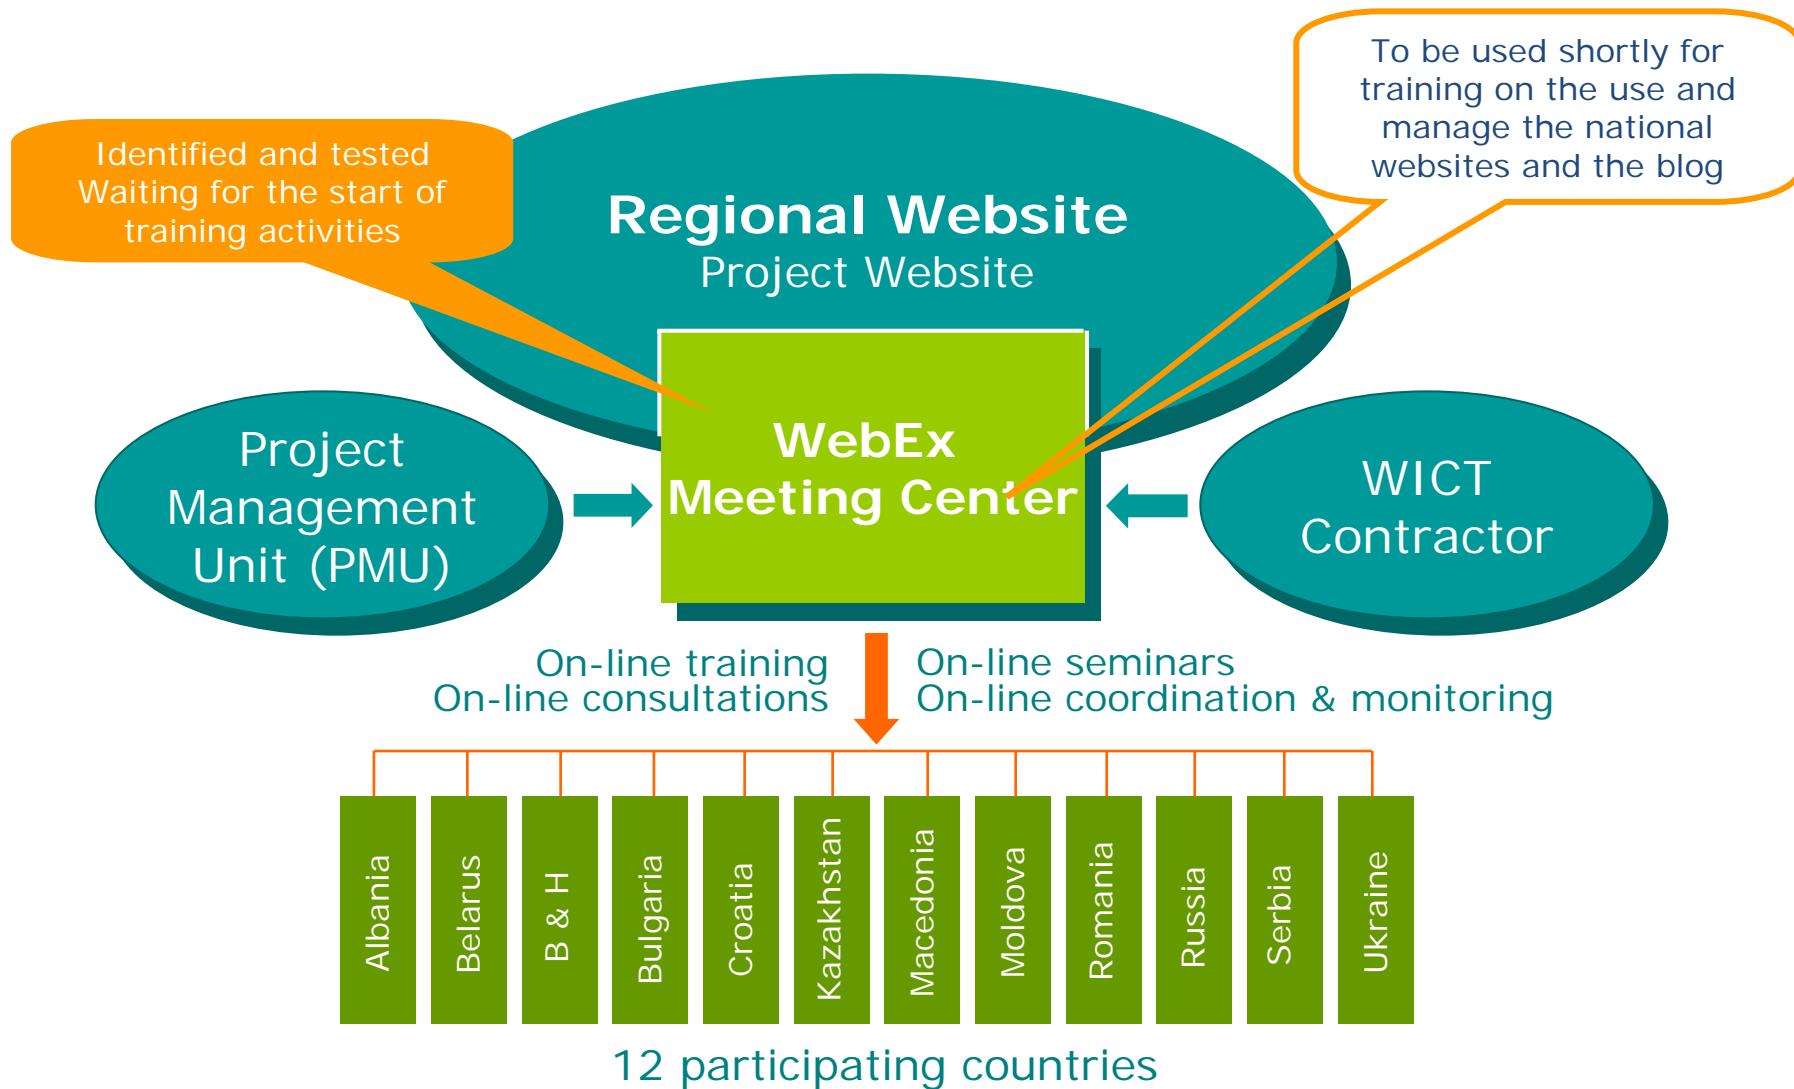 To be used shortly for
training on the use and
manage the national
websites and the blog
Identified and tested
Waiting for the start of
training activities
Regional Website
Project Website
WebEx
Meeting Center
Project
Management
Unit (PMU)
WICT
Contractor
On-line training
On-line consultations
On-line seminars
On-line coordination & monitoring
Albania
Belarus
B & H
Bulgaria
Croatia
Kazakhstan
Macedonia
Moldova
Romania
Russia
Serbia
Ukraine
12 participating countries